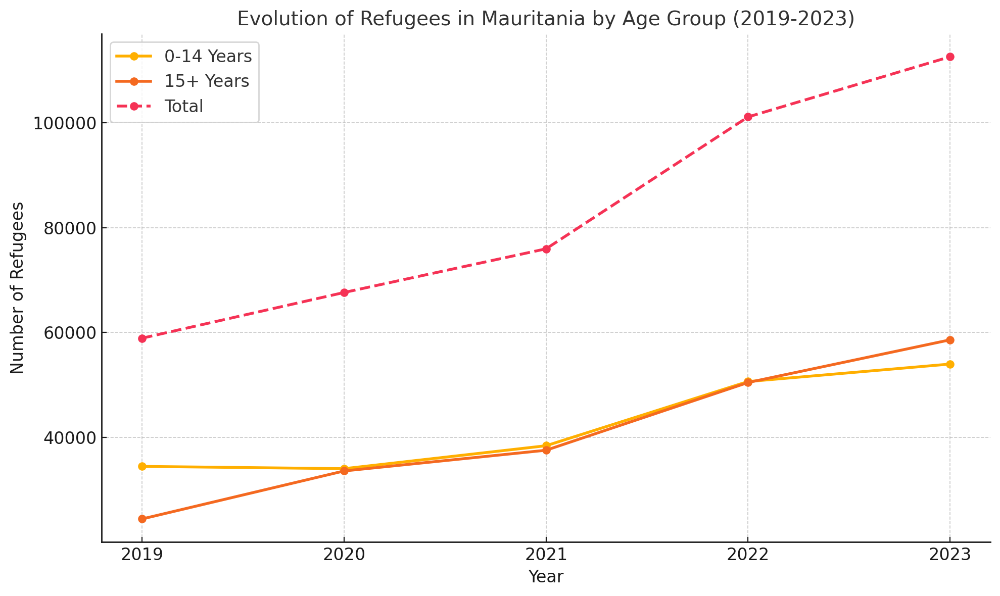 Evolution of Refugees in Mauritania by Age Group (2019-2023)
0-14 Years
15+ Years
Total
Number of Refugees
100000
80000
60000
40000
2019 2020 2021 2022 2023
Year